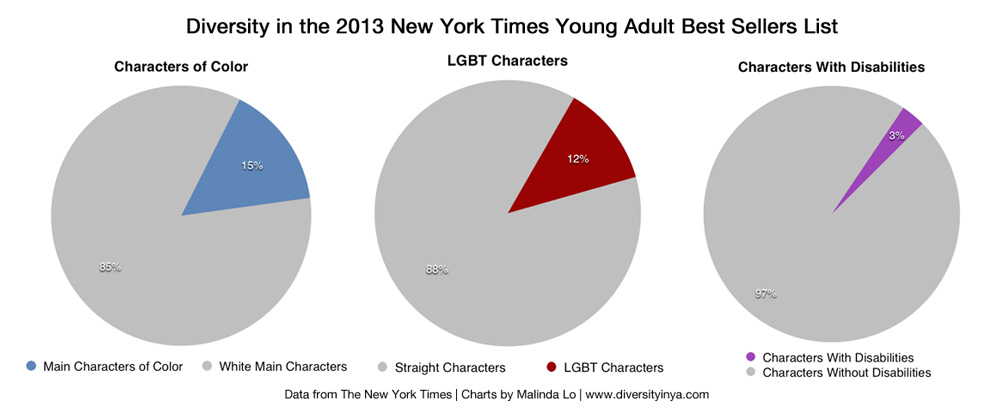 Diversity in the 2013 New York Times Young Adult Best Sellers List
Characters of Color
15%
85%
Main Characters of Color
White Main Characters
LGBT Characters
12%
88%
Straight Characters
LGBT Characters
Characters With Disabilities
3%
97%
Characters With Disabilities
Characters Without Disabilities
Data from The New York Times | Charts by Malinda Lo | www.diversityinya.com